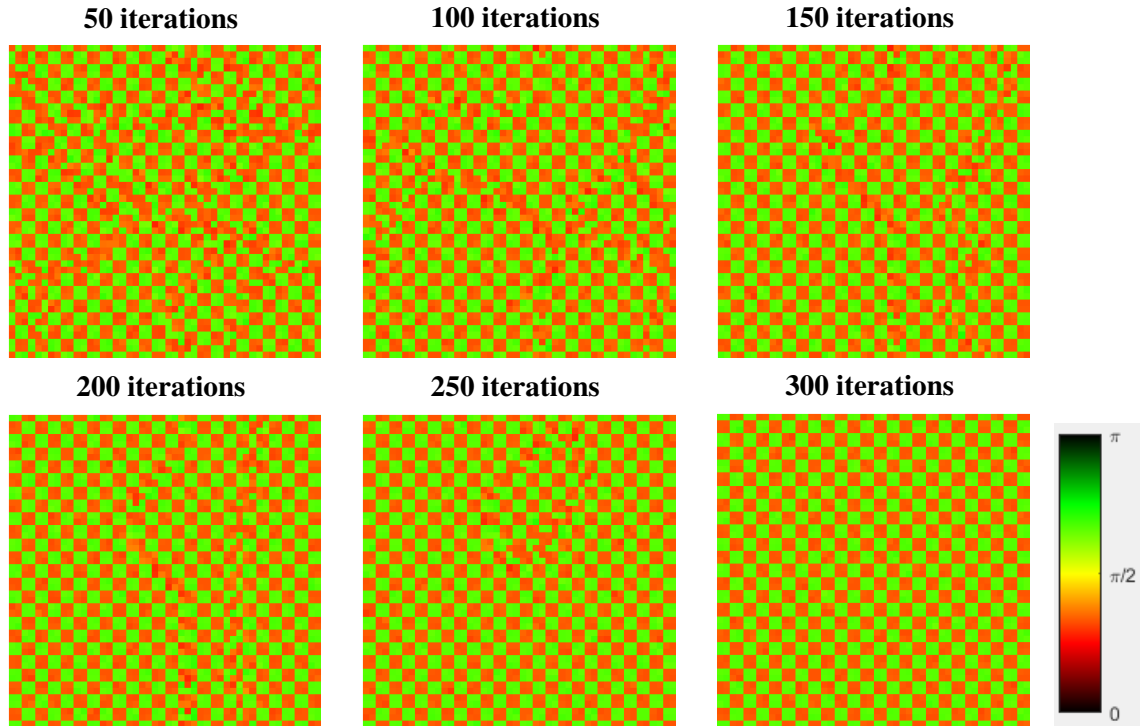 50 iterations
100 iterations
150 iterations
200 iterations
250 iterations
300 iterations
π
π/2
0